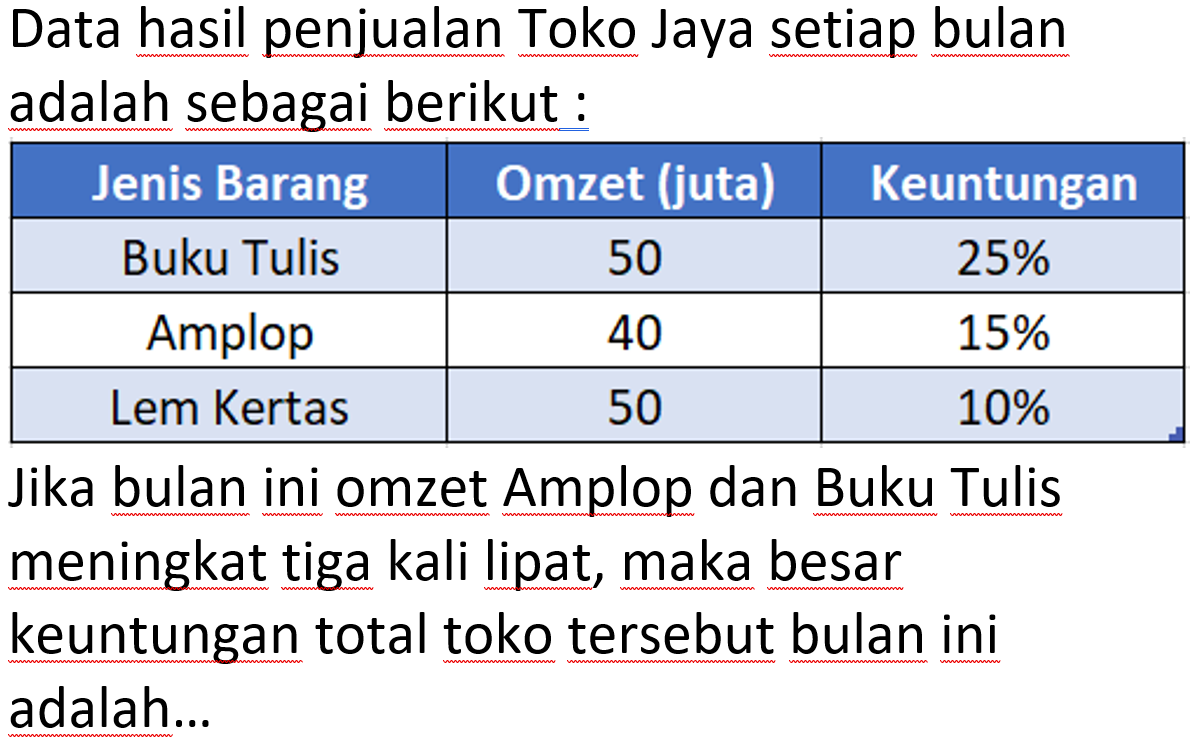 Data hasil penjualan Toko Jaya setiap bulan
adalah sebagai berikut :
Jenis Barang Omzet (juta) Keuntungan
Buku Tulis 50 25%
Amplop 40 15%
Lem Kertas 50 10%
Jika bulan ini omzet Amplop dan Buku Tulis
meningkat tiga kali lipat, maka besar
keuntungan total toko tersebut bulan ini
adalah...